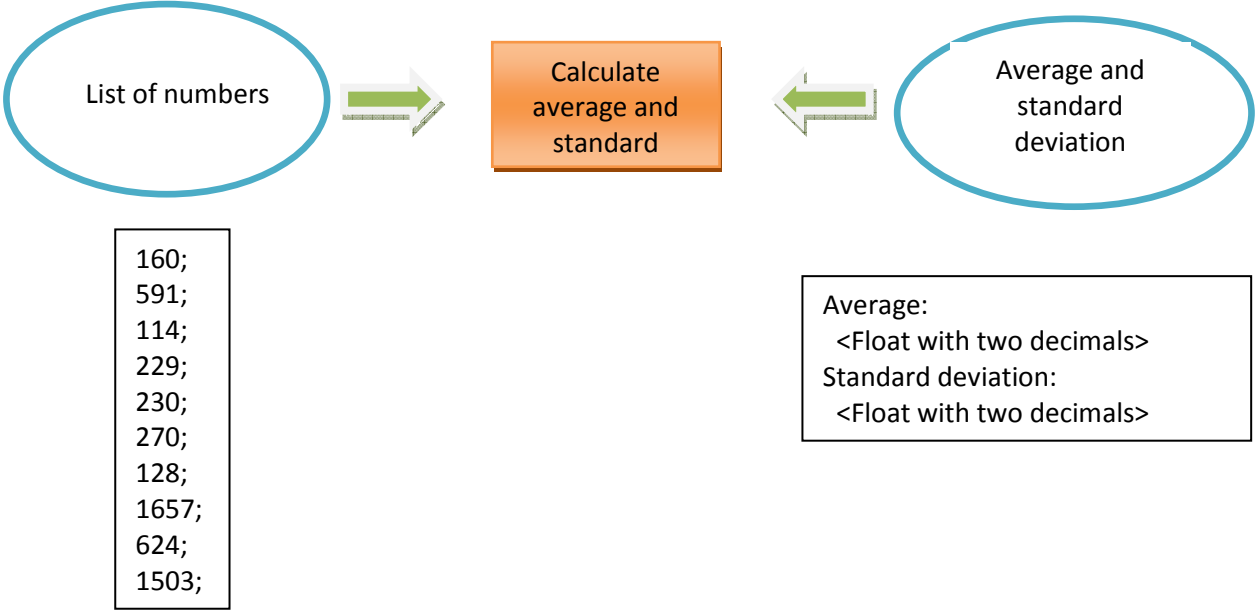 List of numbers
Calculate
average and
standard
Average and
standard
deviation
160;
591;
114;
229;
230;
270;
128;
1657;
624;
1503;
Average:
<Float with two decimals>
Standard deviation:
<Float with two decimals>